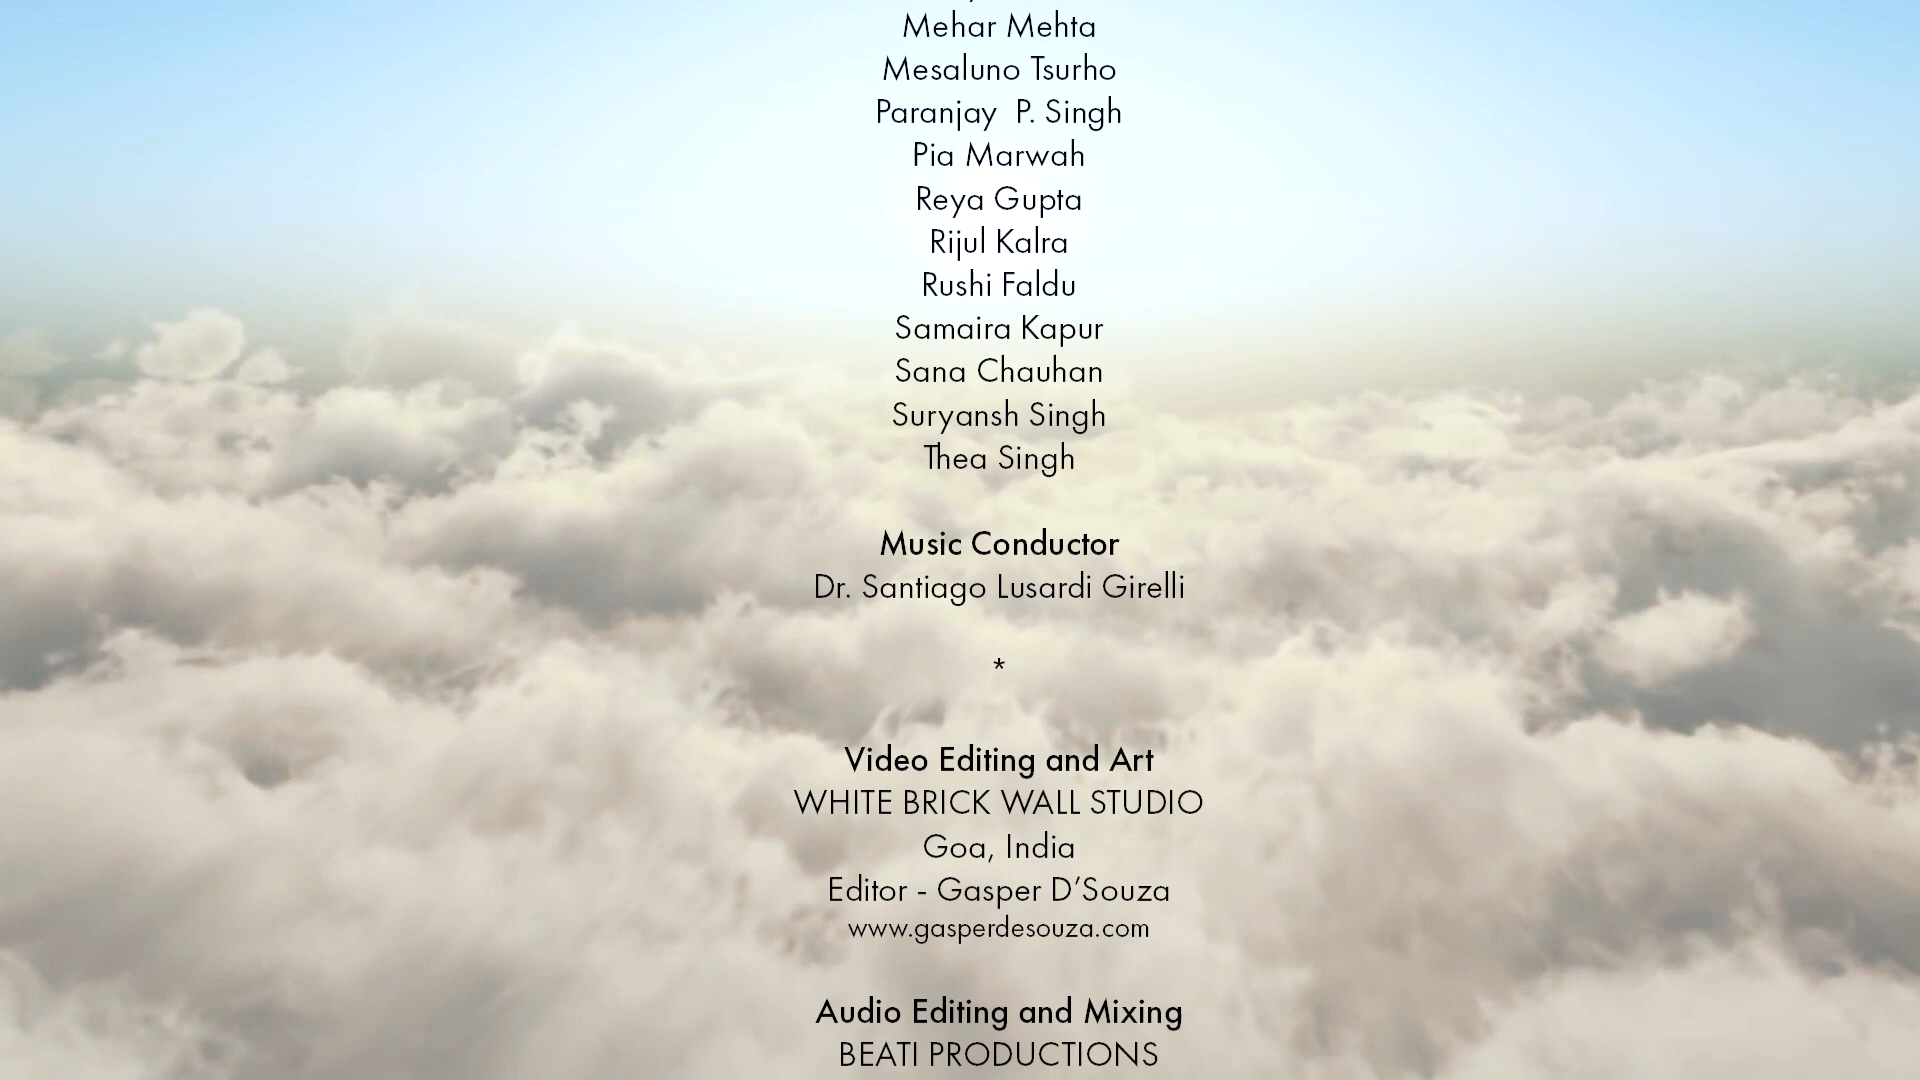 Mehar Mehta
Mesaluno Tsurho
Paranjay  P. Singh
Pia Marwah
Reya Gupta
Rijul Kalra
Rushi Faldu
Samaira Kapur
Sana Chauhan
Suryansh Singh
Thea Singh
Music Conductor
Dr. Santiago Lusardi Girelli
*
Video Editing and Art
WHITE BRICK WALL STUDIO
Goa, India
Editor - Gasper D’Souza
www.gasperdesouza.com
Audio Editing and Mixing
BEATI PRODUCTIONS